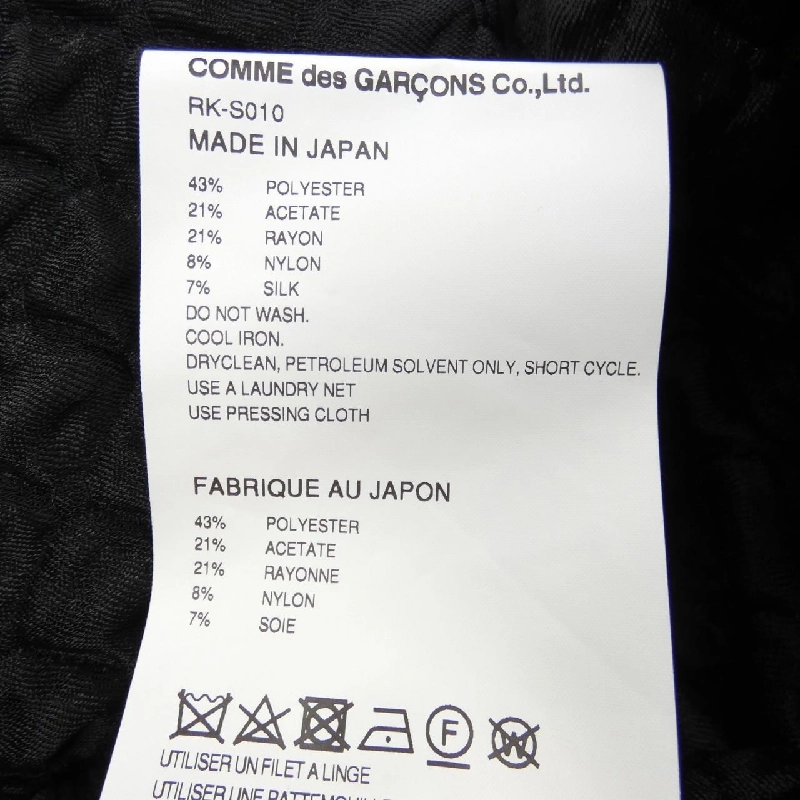 COMME des GARÇONS Co.,Ltd.
RK-S010
MADE IN JAPAN
43% POLYESTER
21% ACETATE
21% RAYON
8% NYLON
7% SILK
DO NOT WASH.
COOL IRON.
DRYCLEAN, PETROLEUM SOLVENT ONLY, SHORT CYCLE.
USE A LAUNDRY NET
USE PRESSING CLOTH
FABRIQUE AU JAPON
43% POLYESTER
21% ACETATE
21% RAYONNE
8% NYLON
7% SOIE
F W
UTILISER UN FILET A LINGE
UTILISER UNE